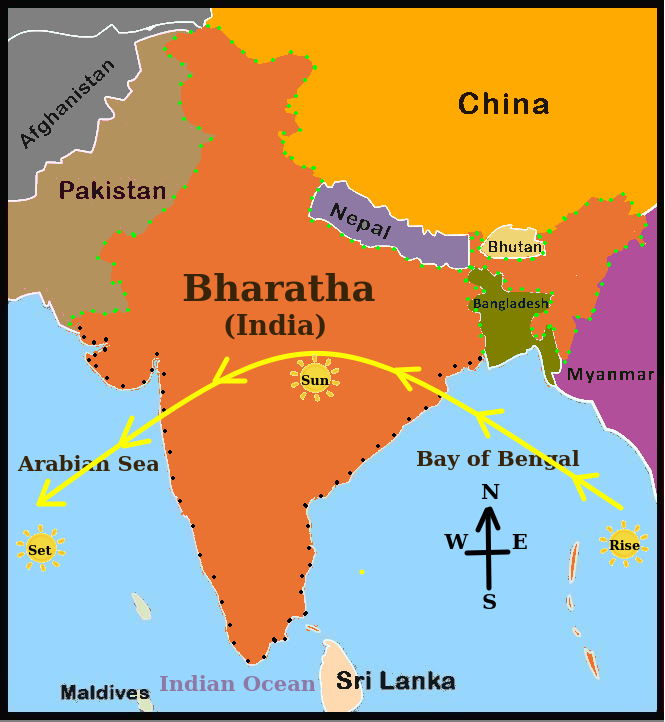 China
Afghanistan
Pakistan
Nepal
Bhutan
Bharatha
(India)
Bangladesh
Sun
Myanmar
Arabian Sea
Bay of Bengal
N
W E
S
Set
Rise
Maldives
Indian Ocean
Sri Lanka